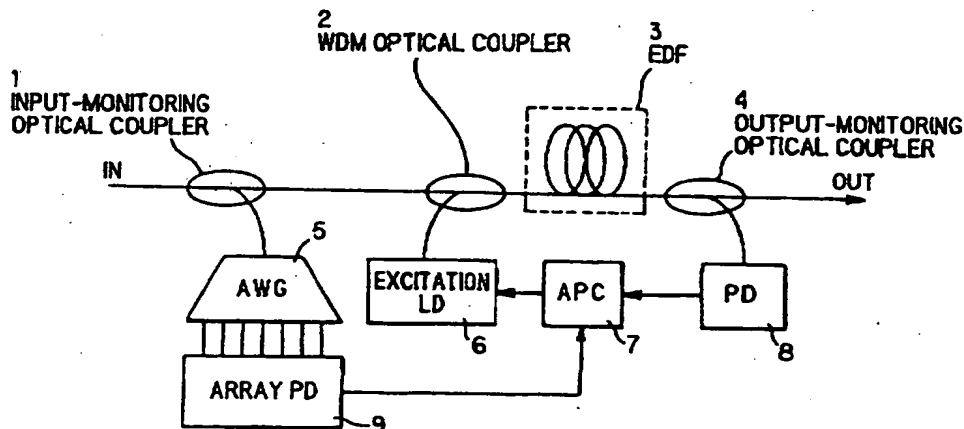 1
INPUT-MONITORING
OPTICAL COUPLER
2
WDM OPTICAL COUPLER
3
EDF
4
OUTPUT-MONITORING
OPTICAL COUPLER
IN
OUT
5
AWG
EXCITATION
LD
6
APC
7
PD
8
ARRAY PD
9